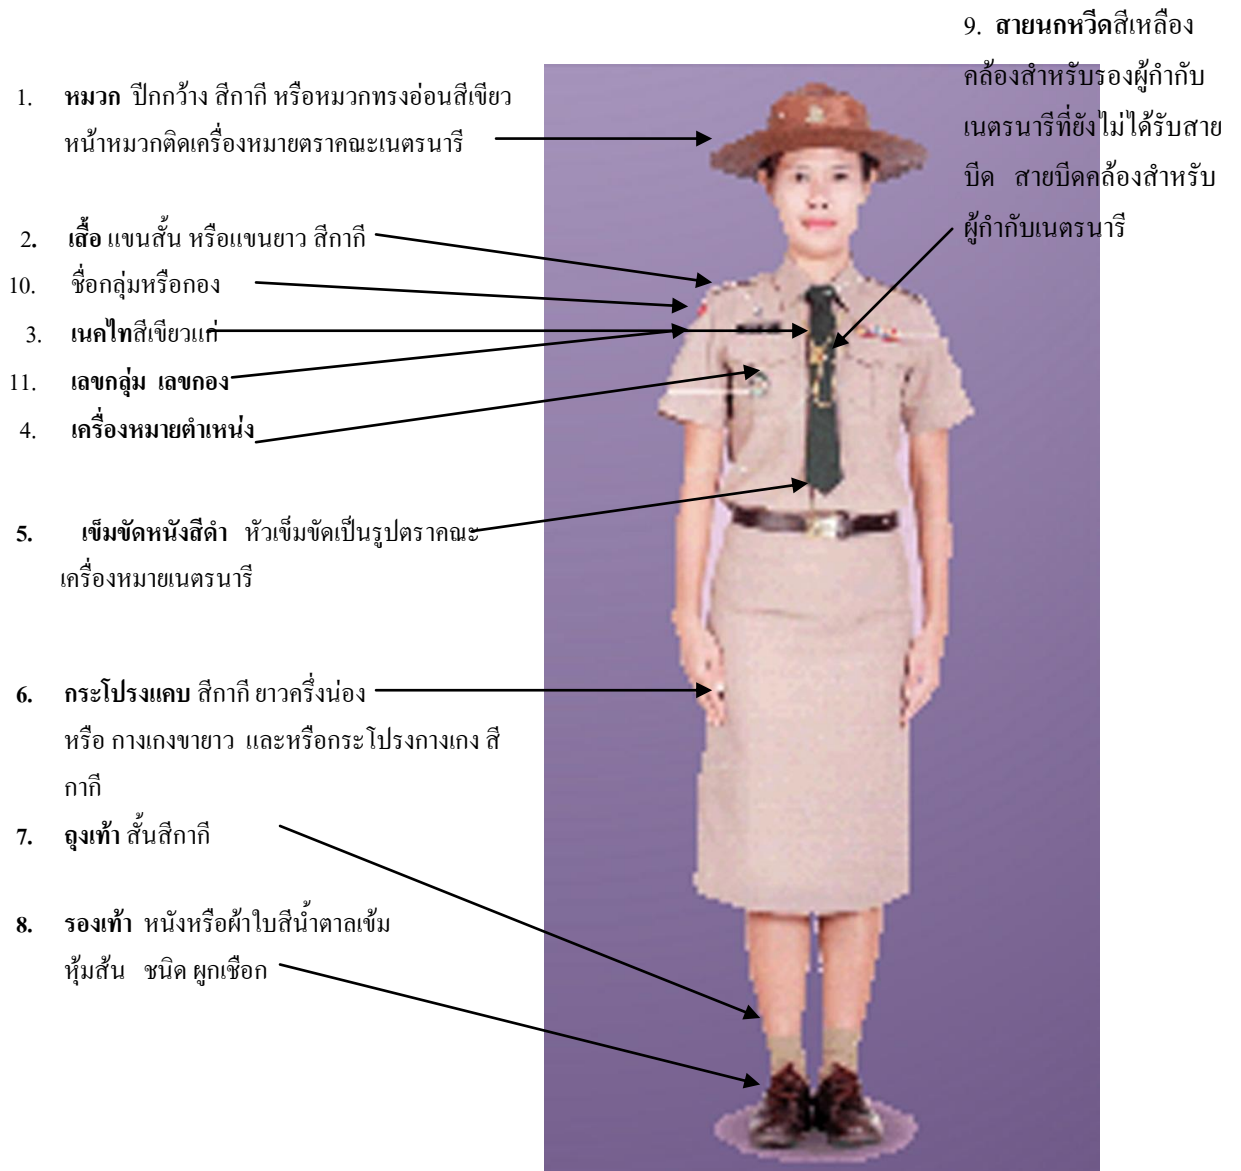 1. หมวก ปีกกว้าง สีกากี หรือหมวกทรงอ่อนสีเขียว
หน้าหมวกติดเครื่องหมายตราคณะเนตรนารี
2. เสื้อ แขนสั้น หรือแขนยาว สีกากี
10. ชื่อกลุ่มหรือกอง
3. เนคไทสีเขียวแก่
11. เลขกลุ่ม เลขกอง
4. เครื่องหมายตำเหน่ง
5. เข็มขัดหนังสีดำ หัวเข็มขัดเป็นรูปตราคณะ
เครื่องหมายเนตรนารี
6. กระโปรงแคบ สีกากี ยาวครึ่งน่อง
หรือ กางเกงขายาว และหรือกระโปรงกางเกง สี
กากี
7. ถุงเท้า สั้นสีกากี
8. รองเท้า หนังหรือผ้าใบสีน้ำตาลเข้ม
หุ้มส้น ชนิด ผูกเชือก
9. สายนกหวีดสีเหลือง
คล้องสำหรับรองผู้กำกับ
เนตรนารีที่ยังไม่ได้รับสาย
บีด สายบีดคล้องสำหรับ
ผู้กำกับเนตรนารี